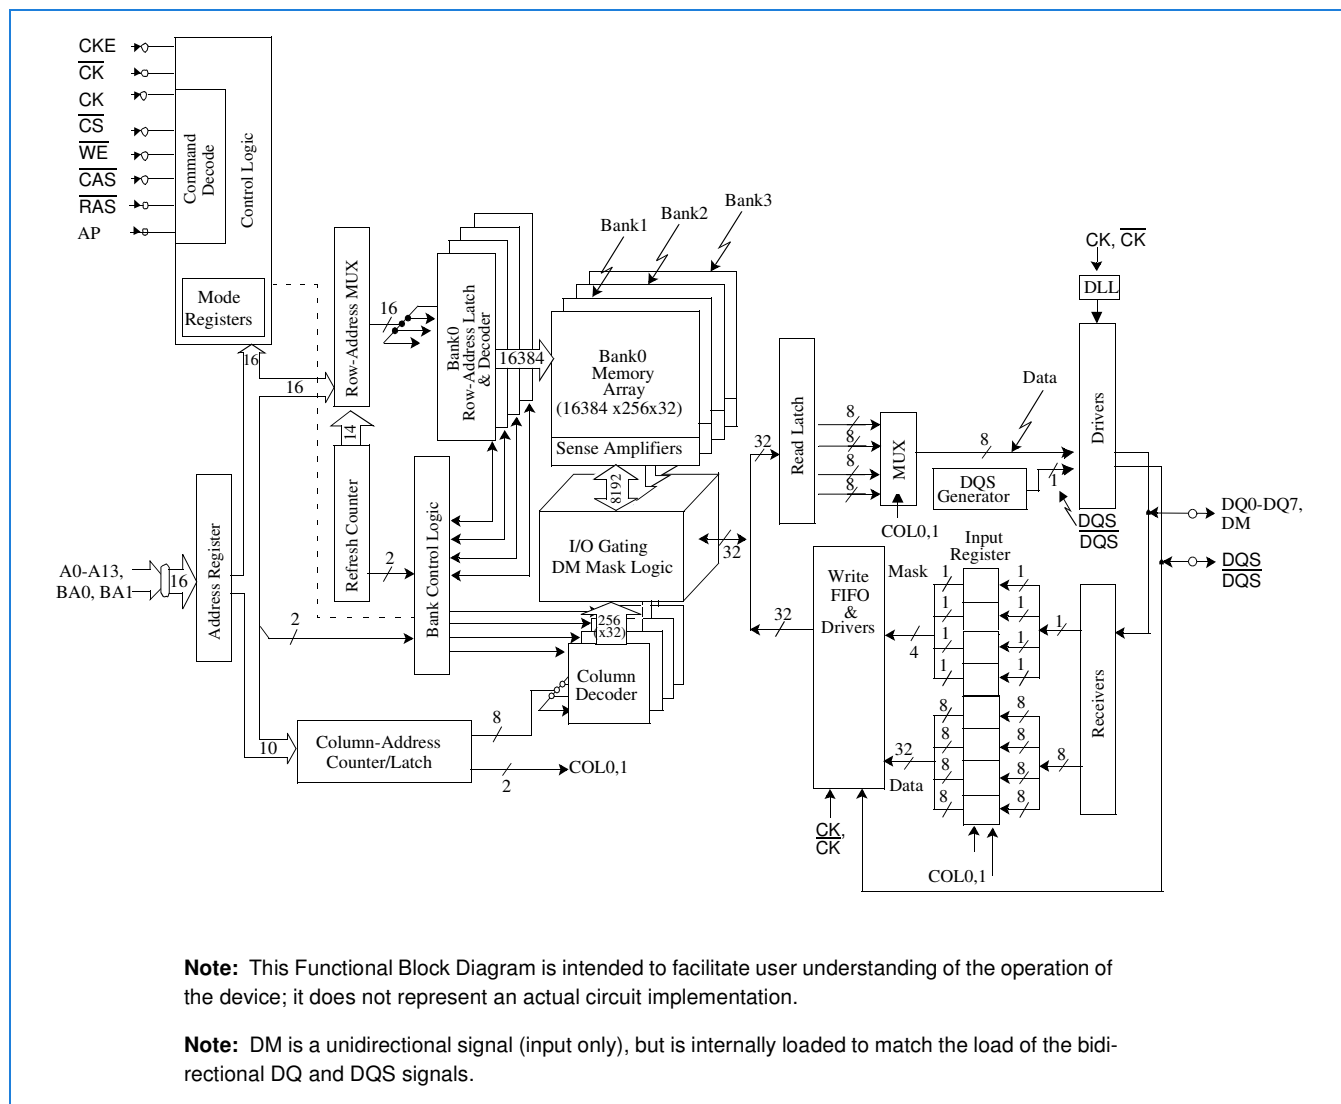 CKE
CK
CK
CS
WE
CAS
RAS
AP
Command
Decode
Control Logic
Mode
Registers
16
16
Row-Address MUX
16
14
Refresh Counter
2
Bank0
Row-Address Latch
& Decoder
16384
Bank1
Bank2
Bank3
Bank0
Memory
Array
(16384 x256x32)
Sense Amplifiers
8192
I/O Gating
DM Mask Logic
Bank Control Logic
256
(x32)
Column
Decoder
A0-A13,
BA0, BA1
16
Address Register
2
10
Column-Address
Counter/Latch
8
2
COL0,1
32
32
32
Read Latch
8
8
8
8
MUX
COL0,1
8
Data
DQS
Generator
1
DQS
DQS
CK, CK
DLL
Drivers
DQ0-DQ7,
DM
DQS
DQS
Input
Register
Write
FIFO
&
Drivers
Mask
1
1
1
1
4
1
1
1
1
1
Receivers
32
Data
8
8
8
8
8
8
8
8
8
CK,
CK
COL0,1
Note: This Functional Block Diagram is intended to facilitate user understanding of the operation of
the device; it does not represent an actual circuit implementation.
Note: DM is a unidirectional signal (input only), but is internally loaded to match the load of the bidi-
rectional DQ and DQS signals.